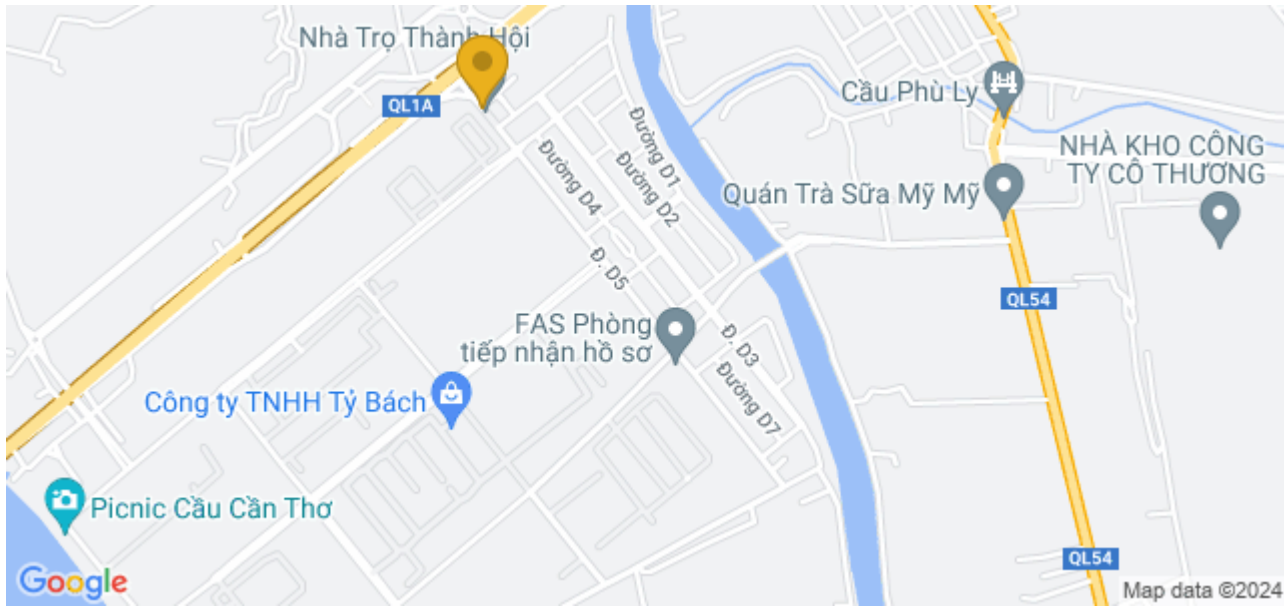 Nhà Trọ Thành Hội
QL1A
Cầu Phù Ly
NHÀ KHO CÔNG
TY CÔ THƯƠNG
Đường D1
Đường D2
Đường D4
Quán Trà Sữa Mỹ Mỹ
Đ. D5
QL54
FAS Phòng
tiếp nhận hồ sơ
Đ. D3
Đường D7
Công ty TNHH Tỷ Bách
Picnic Cầu Cần Thơ
QL54
Google
Map data ©2024